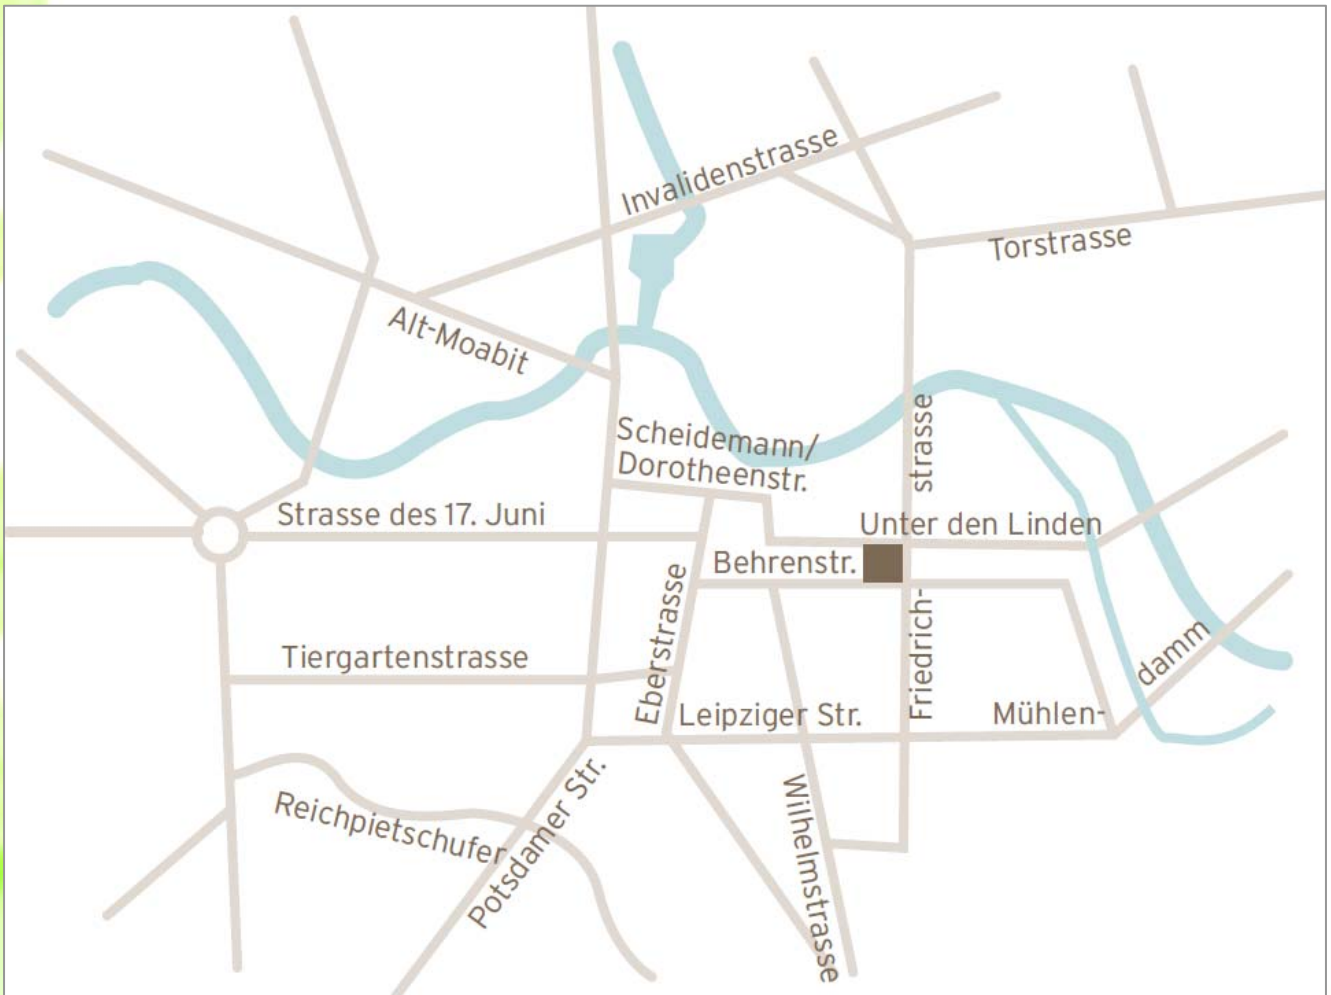 Invalidenstrasse
Torstrasse
Alt-Moabit
Scheidemann/
Dorotheenstr.
strasse
Strasse des 17. Juni
Unter den Linden
Behrenstr.
Eberstrasse
Friedrich-
damm
Tiergartenstrasse
Leipziger Str.
Mühlen-
Reichpietschufer
Potsdamer Str.
Wilhelmstrasse